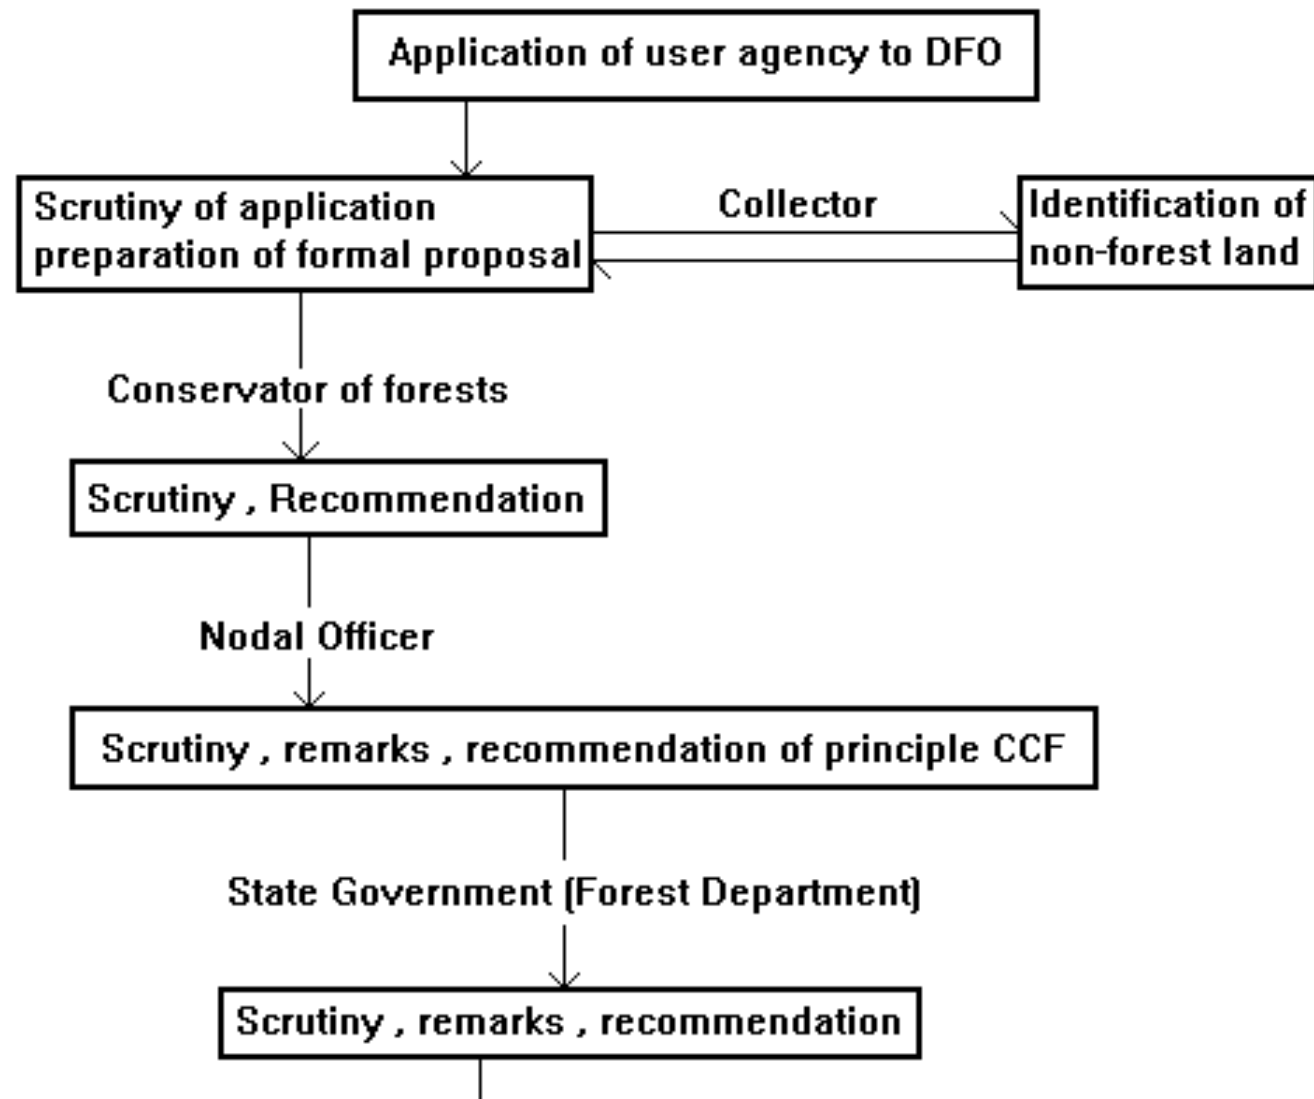 Application of user agency to DFO
Scrutiny of application
preparation of formal proposal
Collector
Identification of
non-forest land
Conservator of forests
Scrutiny , Recommendation
Nodal Officer
Scrutiny , remarks , recommendation of principle CCF
State Government (Forest Department)
Scrutiny , remarks , recommendation